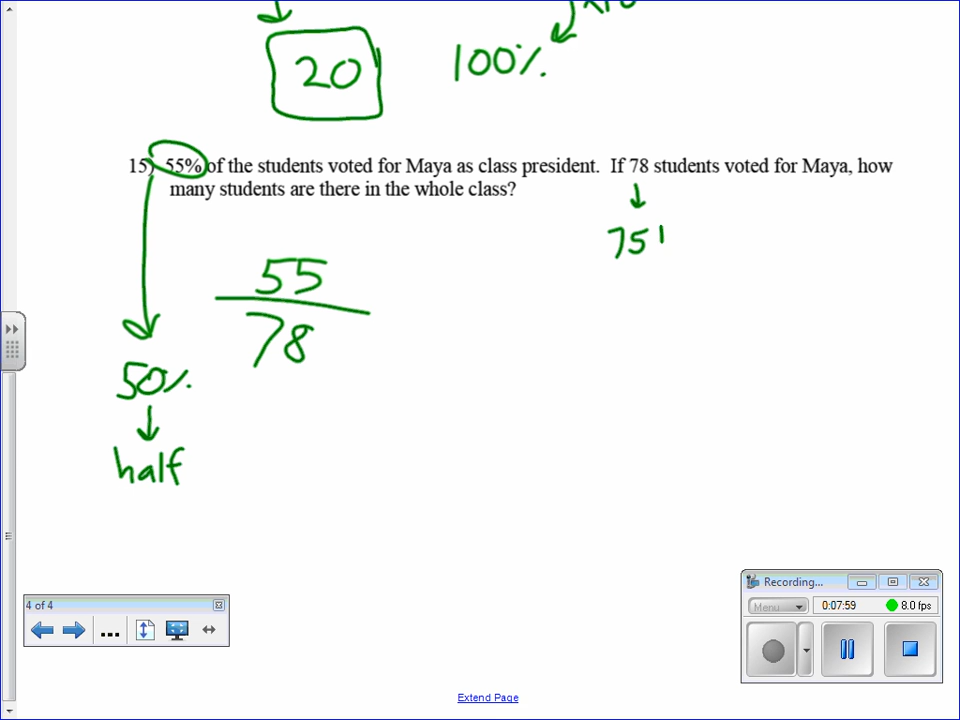 20
100%
15) 55% of the students voted for Maya as class president. If 78 students voted for Maya, how
many students are there in the whole class?
75
55
78
50%
half
4 of 4
Recording...
Menu
0:07:59
8.0 fps
Extend Page